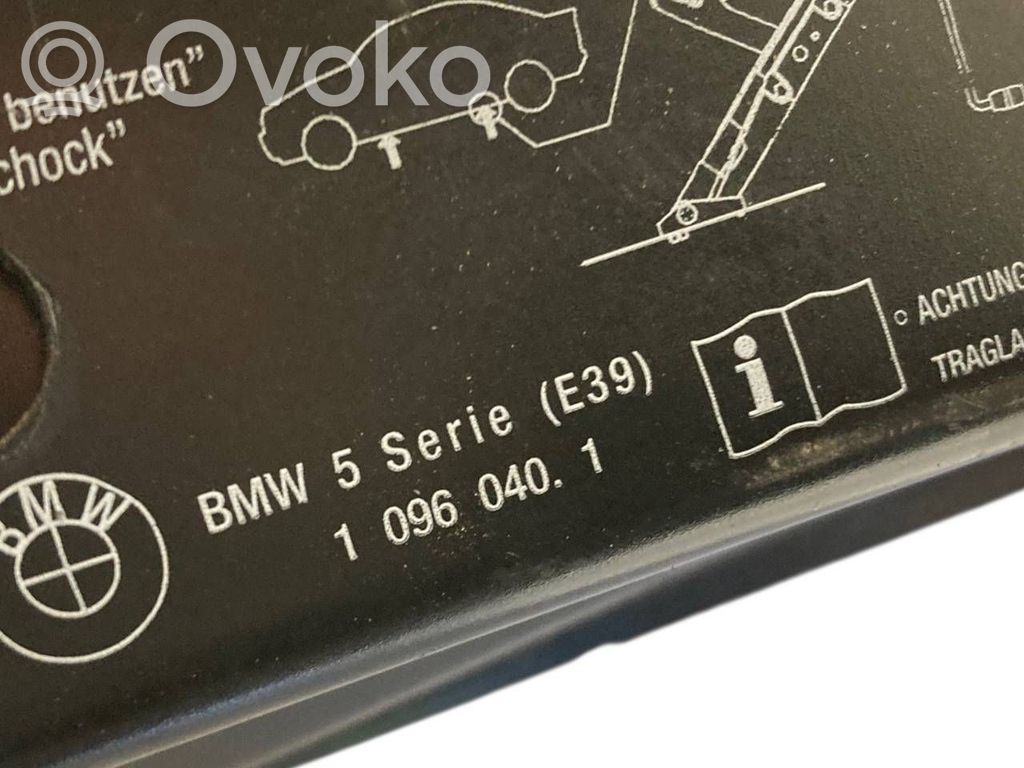 Ovoko
benutzen”
chock”
ACHTUNG
TRAGLA
BMW 5 Serie (E39)
1 096 040. 1
BMW